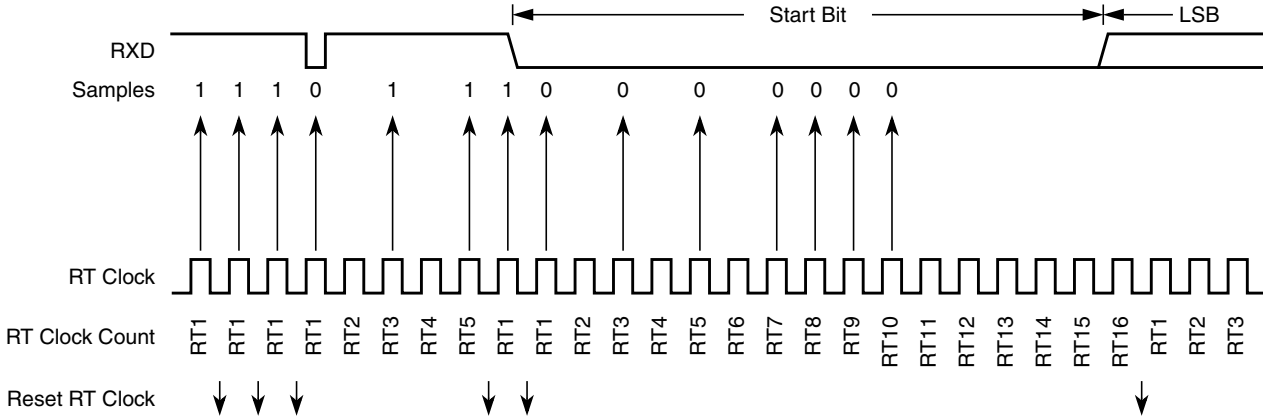 Start Bit LSB
RXD
Samples 1 1 1 0 1 1 1 0 0 0 0 0 0 0
RT Clock
RT Clock Count RT1 RT1 RT1 RT1 RT2 RT3 RT4 RT5 RT1 RT1 RT2 RT3 RT4 RT5 RT6 RT7 RT8 RT9 RT10 RT11 RT12 RT13 RT14 RT15 RT16 RT1 RT2 RT3
Reset RT Clock